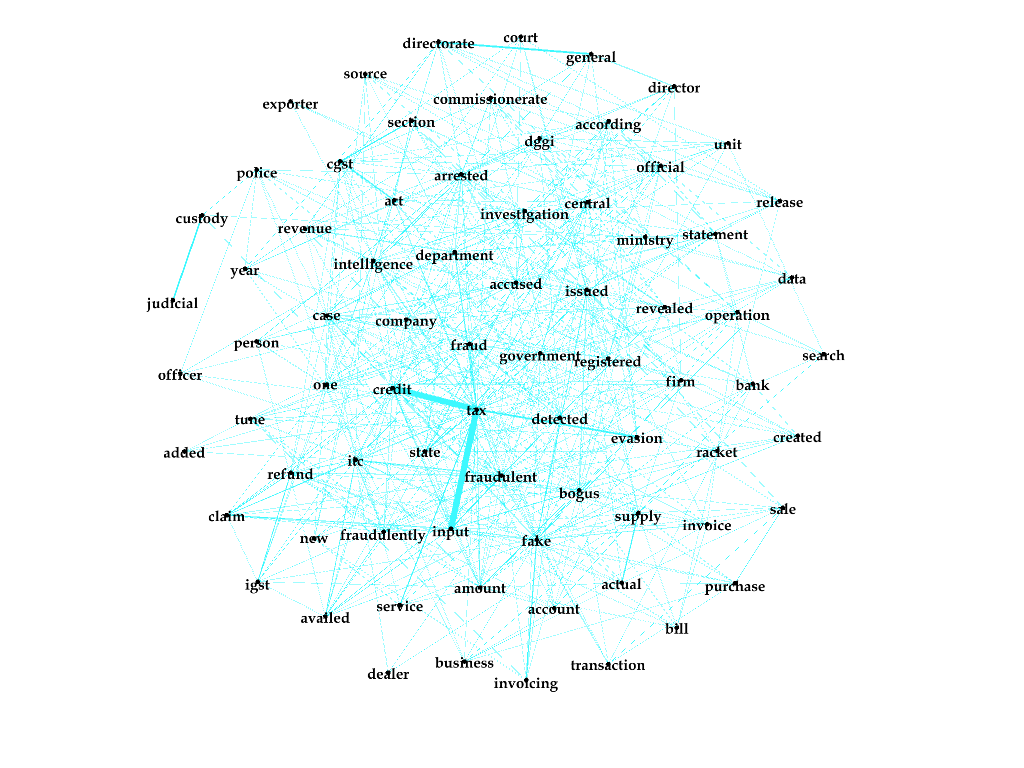 court
directorate
general
source
director
commissionerate
exporter
section
according
dggi
unit
cgst
official
police
arrested
act
central
release
custody
investigation
revenue
statement
ministry
department
intelligence
year
data
accused
issued
judicial
revealed
case
company
operation
person
fraud
government
search
registered
officer
firm
one
bank
credit
tax
tune
detected
evasion
created
added
state
racket
itc
refund
fraudulent
bogus
sale
claim
supply
invoice
input
fraudulently
new
fake
igst
amount
actual
purchase
service
account
availed
bill
business
transaction
dealer
invoicing